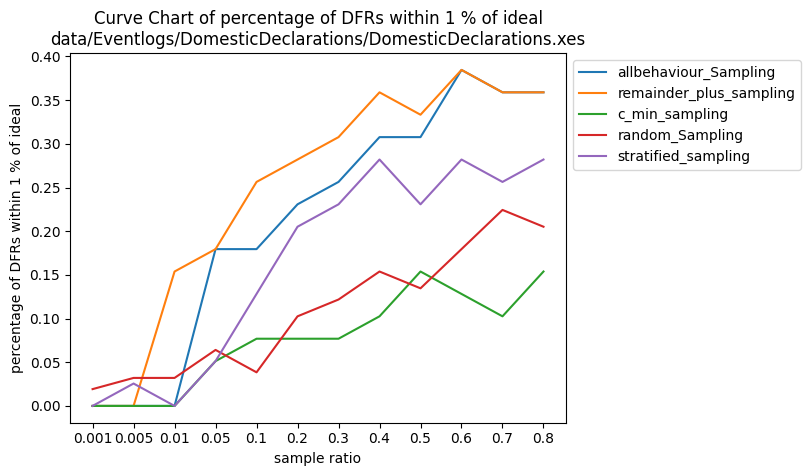 Curve Chart of percentage of DFRs within 1 % of ideal
data/Eventlogs/DomesticDeclarations/DomesticDeclarations.xes
percentage of DFRs within 1 % of ideal
0.40
0.35
0.30
0.25
0.20
0.15
0.10
0.05
0.00
0.001 0.005 0.01 0.05 0.1 0.2 0.3 0.4 0.5 0.6 0.7 0.8
sample ratio
allbehaviour_Sampling
remainder_plus_sampling
c_min_sampling
random_Sampling
stratified_sampling